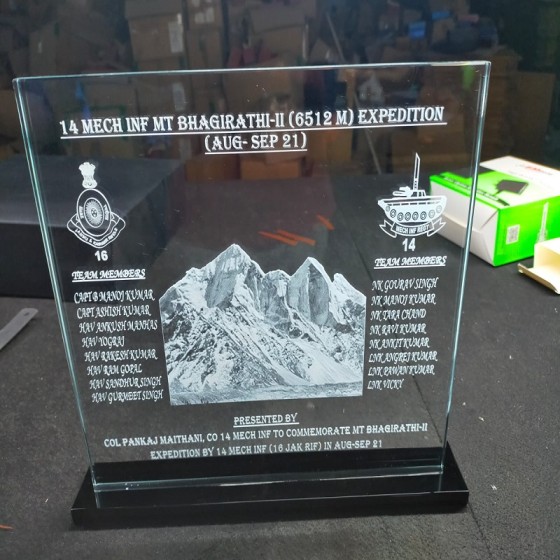 14 MECH INF MT BHAGIRATHI-II (6512 M) EXPEDITION
(AUG- SEP 21)
16
TEAM MEMBERS
CAPT B MANOJ KUMAR
CAPT ASHISH KUMAR
HAV ANKUSH MANHAS
HAV YOGRAJ
HAV RAKESH KUMAR
HAV RAM GOPAL
HAV SANDHUR SINGH
HAV GURMEET SINGH
MECH INF REGT
14
TEAM MEMBERS
NK GOURAV SINGH
NK MANOJ KUMAR
NK TARA CHAND
NK RAVI KUMAR
NK ANKIT KUMAR
LNK ANGREJ KUMAR
LNK PAWAN KUMAR
LNK VICKY
PRESENTED BY
COL PANKAJ MAITHANI, CO 14 MECH INF TO COMMEMORATE MT BHAGIRATHI-II
EXPEDITION BY 14 MECH INF (16 JAK RIF) IN AUG-SEP 21